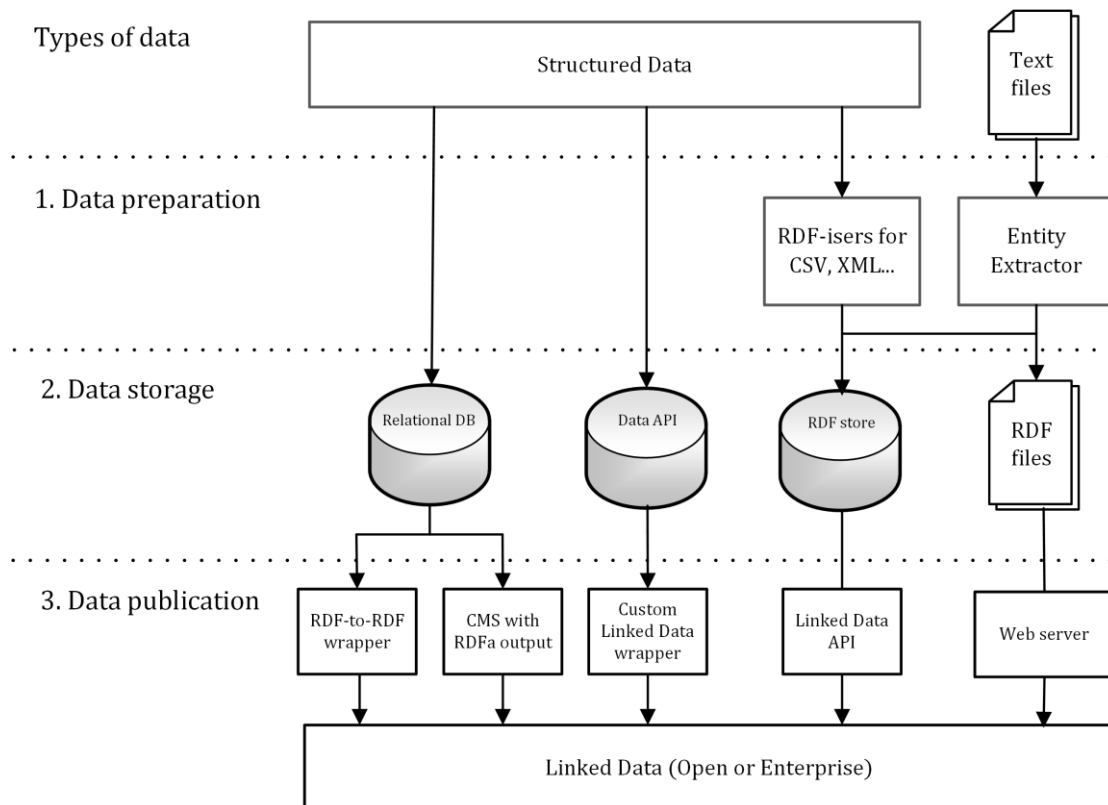 Types of data
Structured Data
Text
files
1. Data preparation
RDF-isers for
CSV, XML...
Entity
Extractor
2. Data storage
Relational DB
Data API
RDF store
RDF
files
3. Data publication
RDF-to-RDF
wrapper
CMS with
RDFa output
Custom
Linked Data
wrapper
Linked Data
API
Web server
Linked Data (Open or Enterprise)